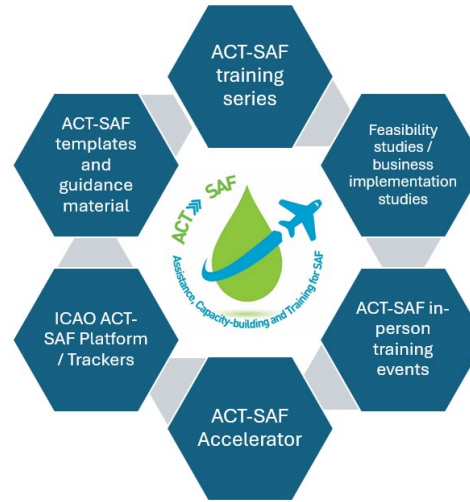 ACT-SAF
training
series
Feasibility
studies /
business
implementation
studies
ACT-SAF in-
person
training
events
ACT-SAF
Accelerator
ICAO ACT-
SAF Platform
/ Trackers
ACT-SAF
templates
and
guidance
material
ACT SAF
Assistance, Capacity-building and Training for SAF